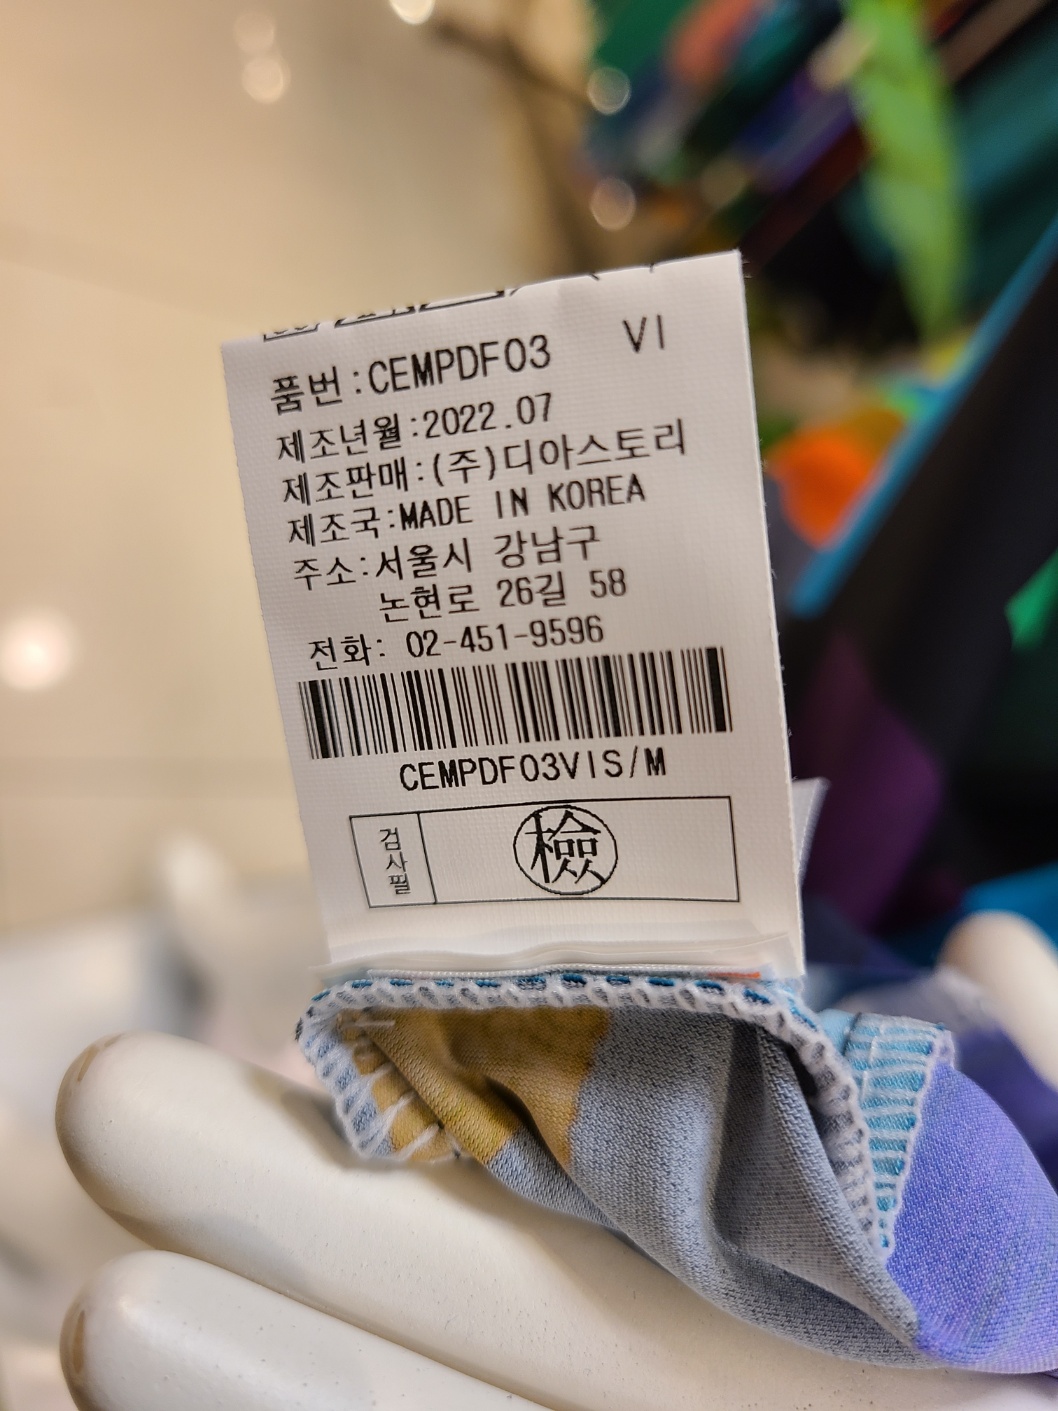 품번:CEMPDF03 VI
제조년월:2022.07
제조판매:(주)디아스토리
제조국:MADE IN KOREA
주소:서울시 강남구
논현로 26길 58
전화: 02-451-9596
CEMPDF03VIS/M
검사필
檢